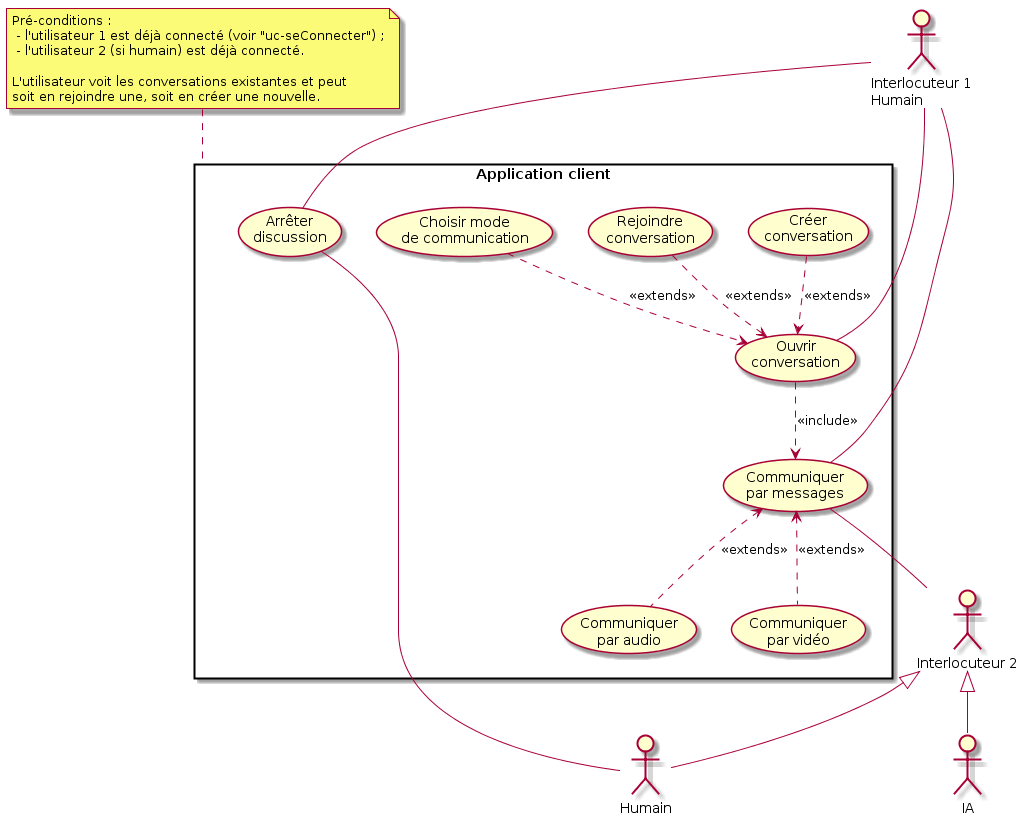 Pré-conditions :
- l'utilisateur 1 est déjà connecté (voir "uc-seConnecter") ;
- l'utilisateur 2 (si humain) est déjà connecté.
L'utilisateur voit les conversations existantes et peut
soit en rejoindre une, soit en créer une nouvelle.
Interlocuteur 1
Humain
Application client
Arrêter
discussion
Choisir mode
de communication
Rejoindre
conversation
Créer
conversation
«extends»
«extends»
«extends»
Ouvrir
conversation
«include»
Communiquer
par messages
«extends»
«extends»
Communiquer
par audio
Communiquer
par vidéo
Interlocuteur 2
Humain
IA